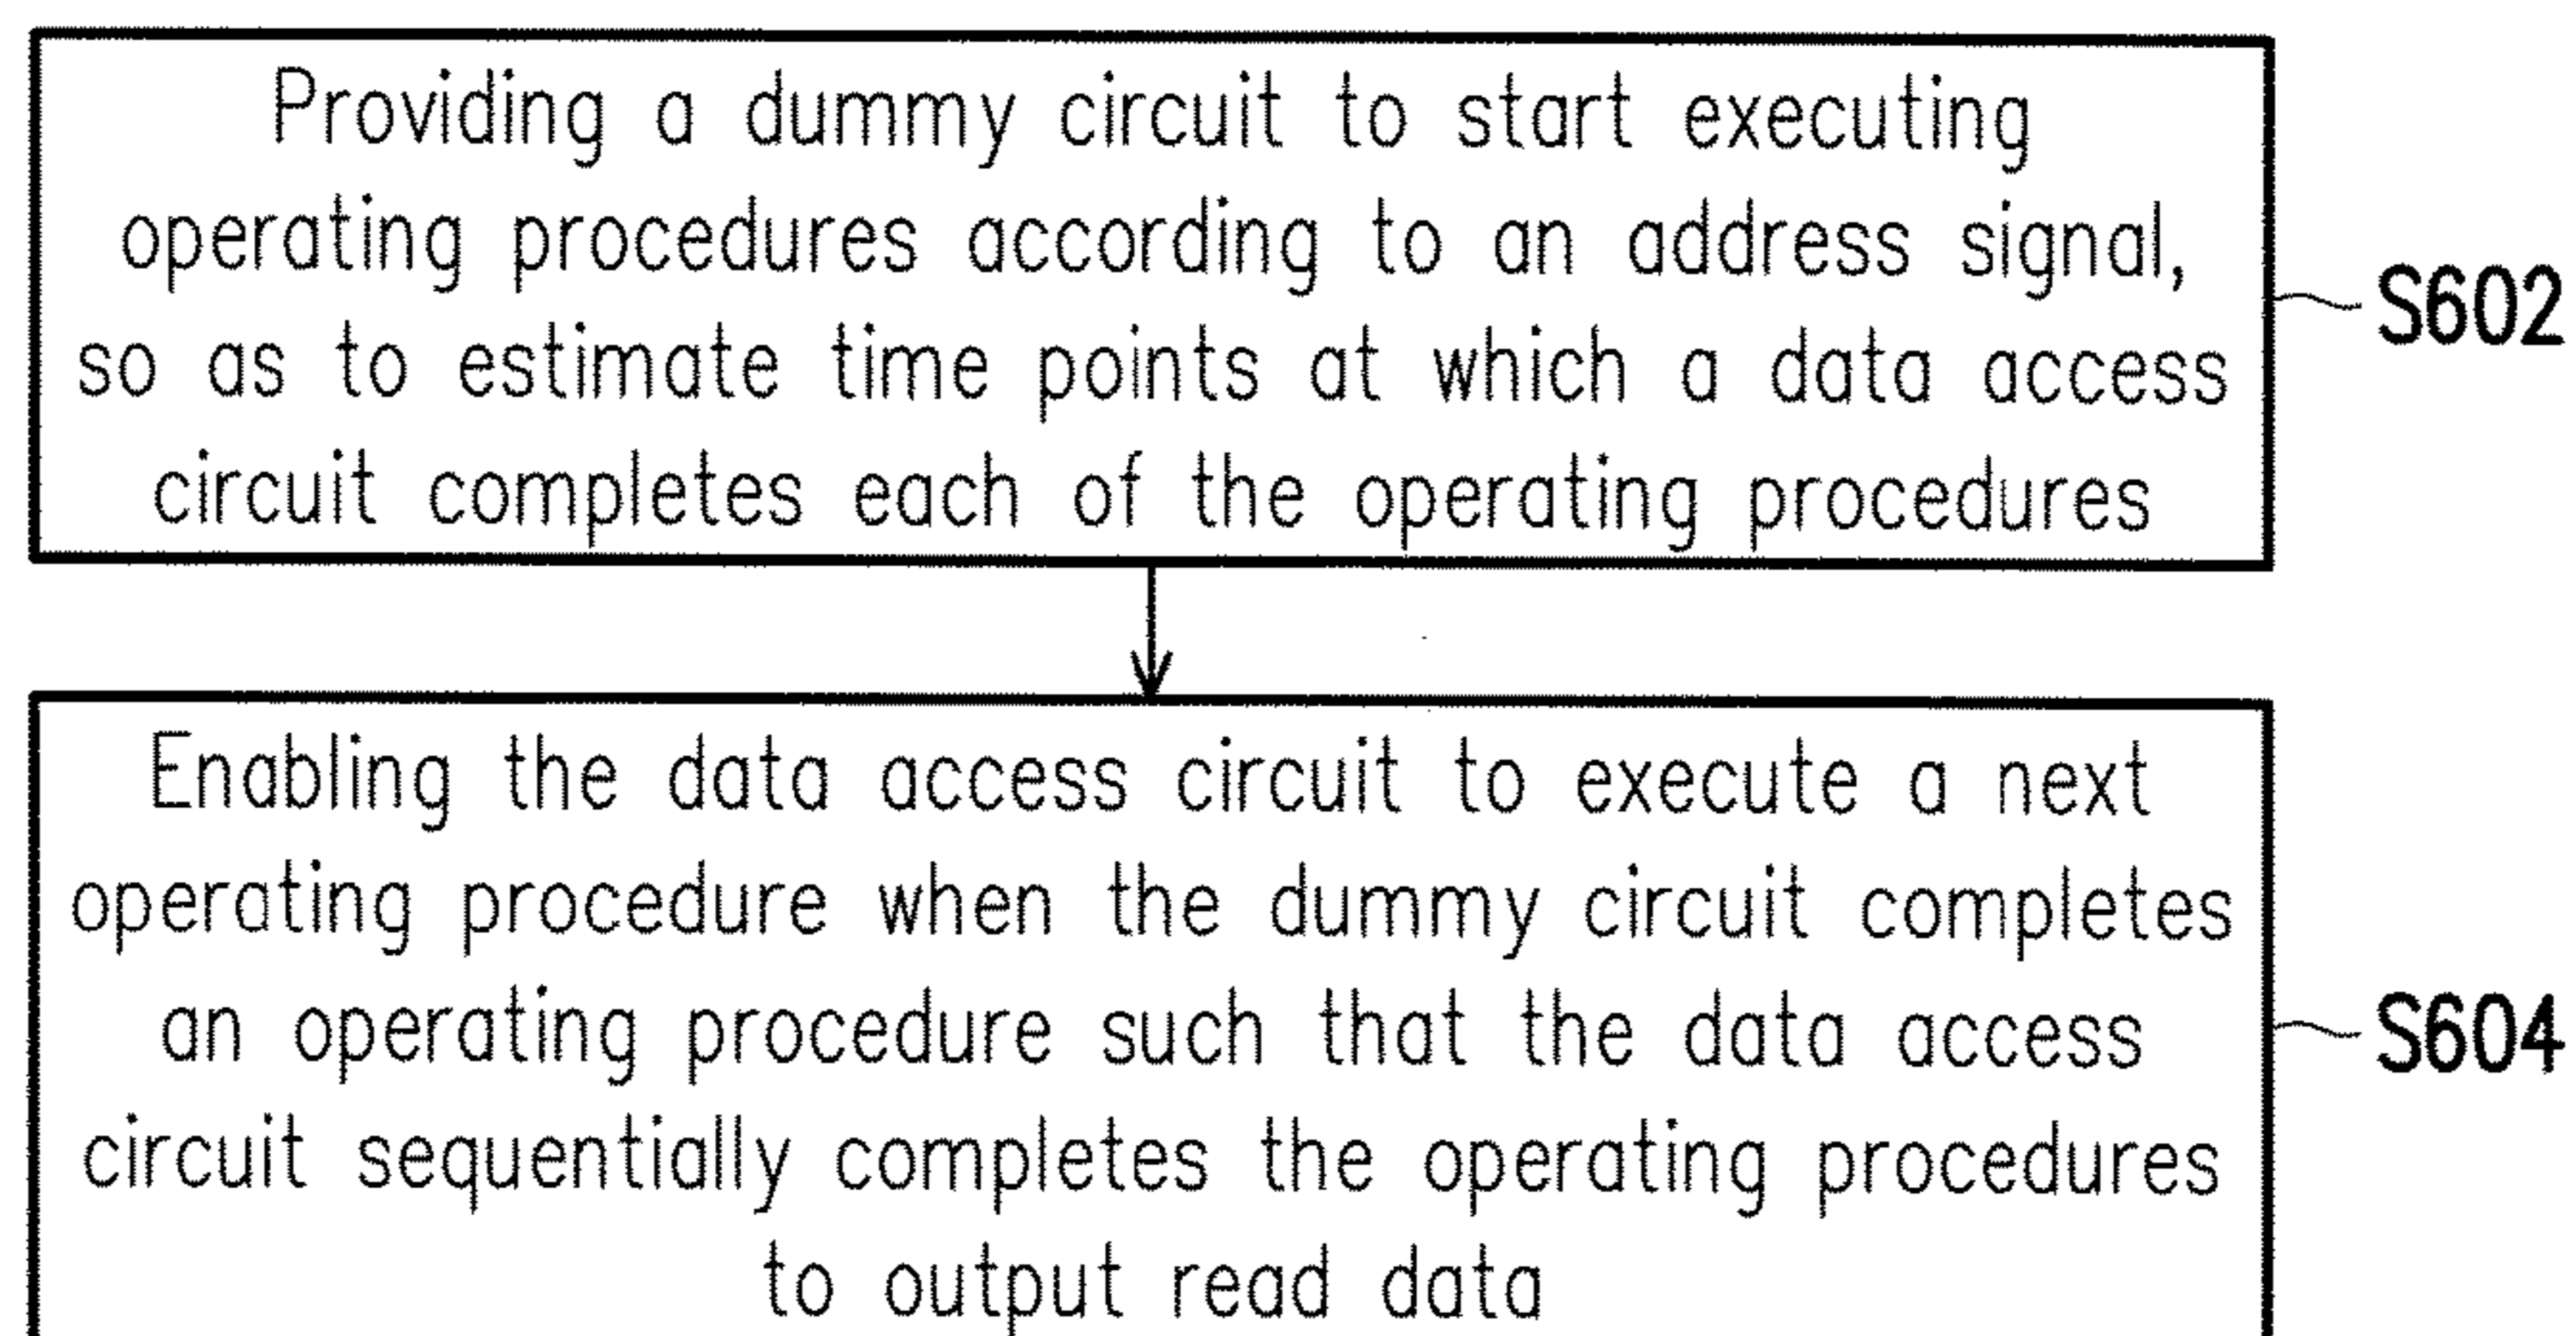 Providing a dummy circuit to start executing
operating procedures according to an address signal,
so as to estimate time points at which a data access
circuit completes each of the operating procedures
S602
Enabling the data access circuit to execute a next
operating procedure when the dummy circuit completes
an operating procedure such that the data access
circuit sequentially completes the operating procedures
to output read data
S604